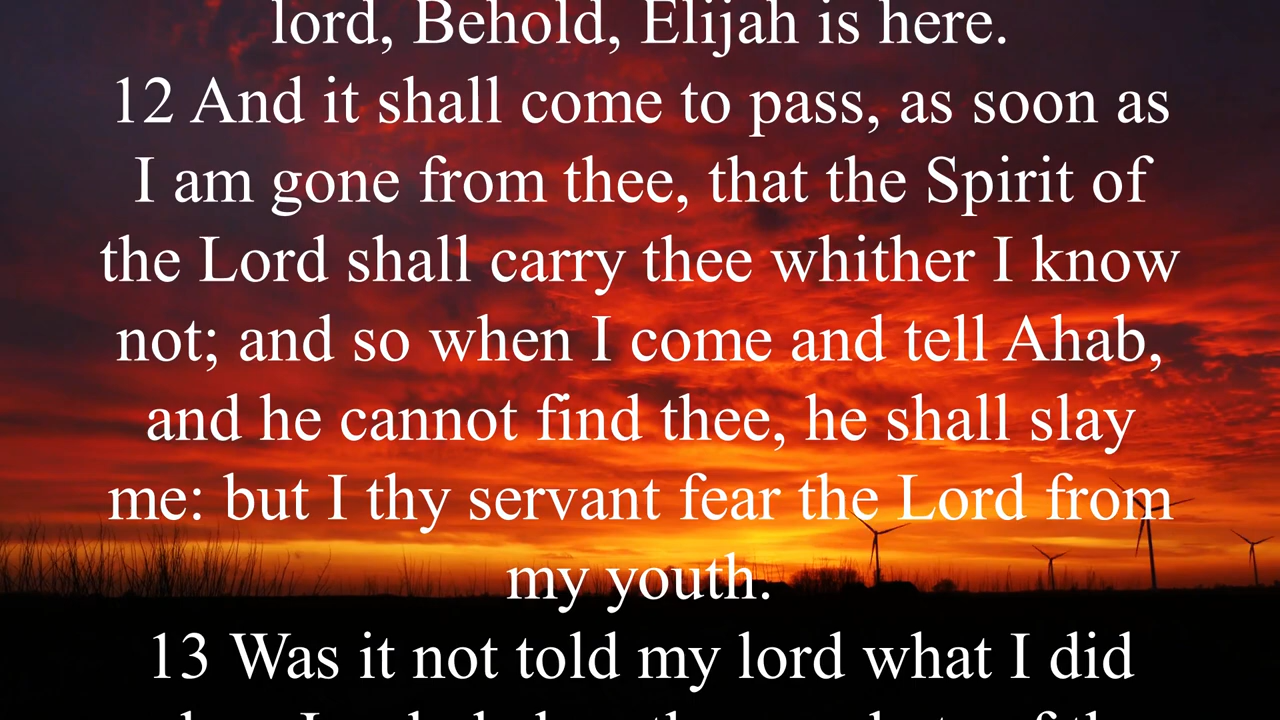 lord, Behold, Elijah is here.
12 And it shall come to pass, as soon as
I am gone from thee, that the Spirit of
the Lord shall carry thee whither I know
not; and so when I come and tell Ahab,
and he cannot find thee, he shall slay
me: but I thy servant fear the Lord from
my youth.
13 Was it not told my lord what I did